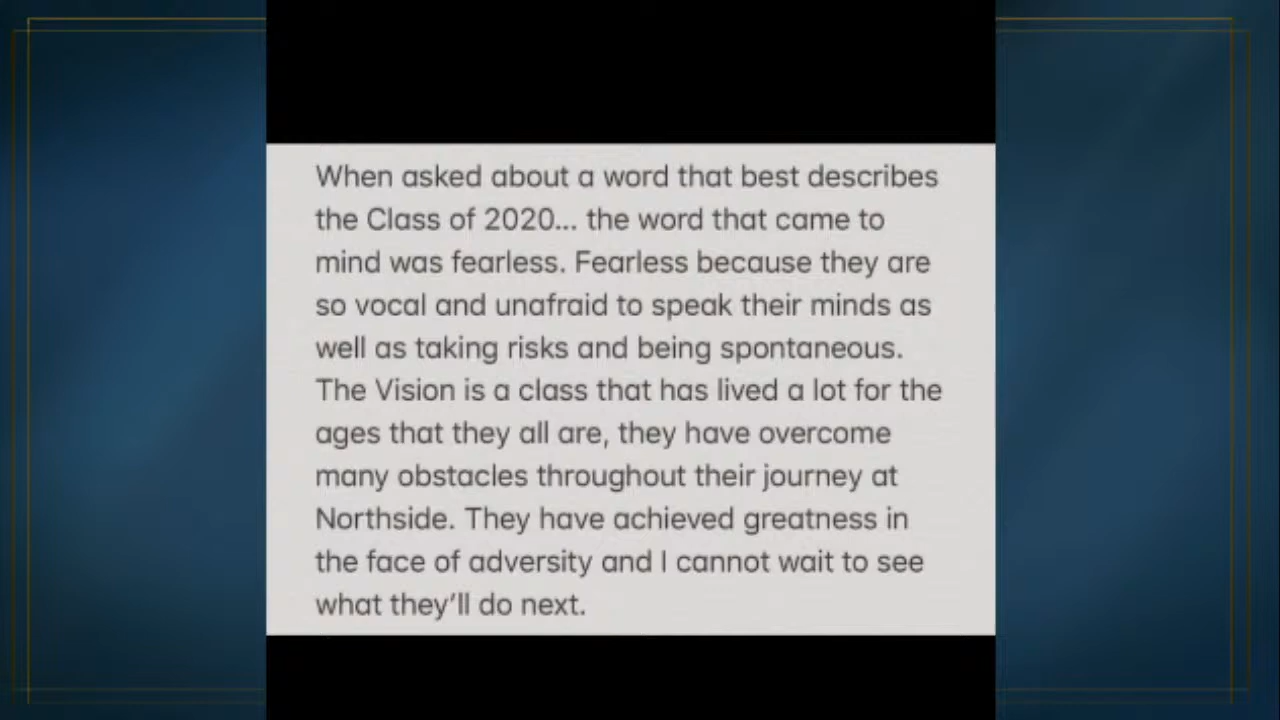 When asked about a word that best describes
the Class of 2020... the word that came to
mind was fearless. Fearless because they are
so vocal and unafraid to speak their minds as
well as taking risks and being spontaneous.
The Vision is a class that has lived a lot for the
ages that they all are, they have overcome
many obstacles throughout their journey at
Northside. They have achieved greatness in
the face of adversity and I cannot wait to see
what they'll do next.